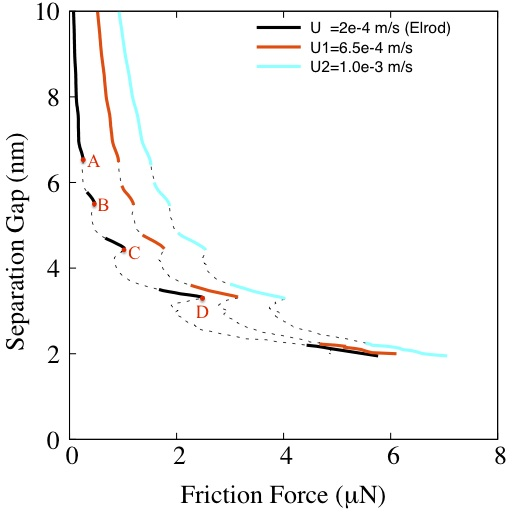 10
8
6
4
2
0
Separation Gap (nm)
U =2e-4 m/s (Elrod)
U1=6.5e-4 m/s
U2=1.0e-3 m/s
A
B
C
D
0 2 4 6 8
Friction Force (μN)